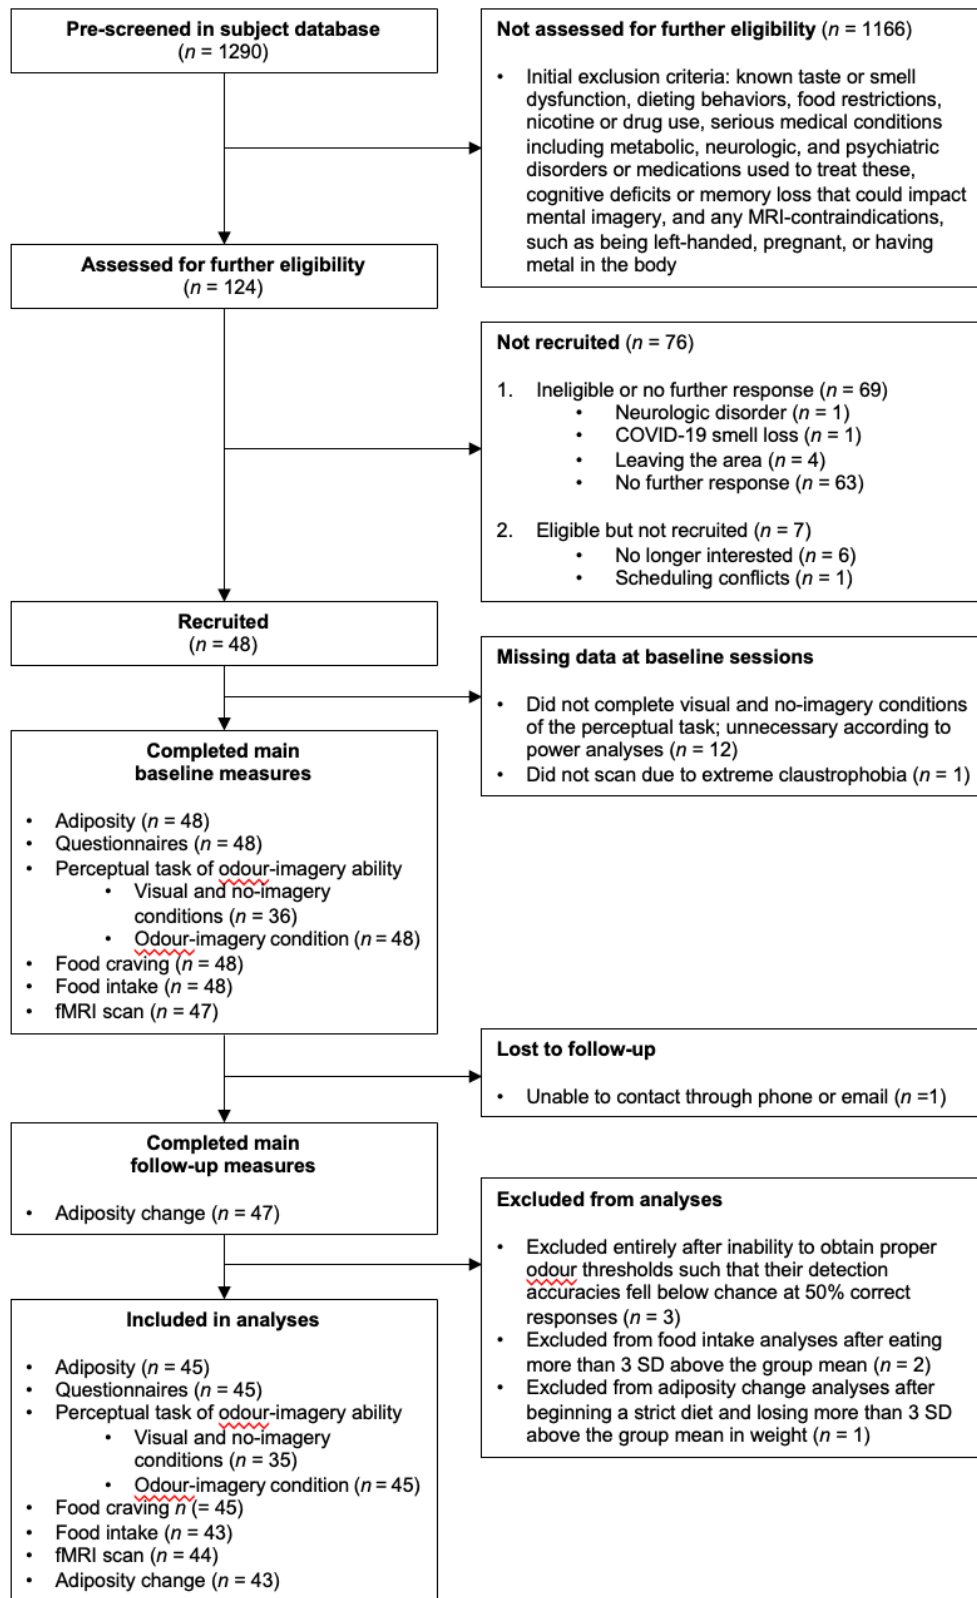 Pre-screened in subject database
(n = 1290)
Not assessed for further eligibility (n = 1166)
• Initial exclusion criteria: known taste or smell
dysfunction, dieting behaviors, food restrictions,
nicotine or drug use, serious medical conditions
including metabolic, neurologic, and psychiatric
disorders or medications used to treat these,
cognitive deficits or memory loss that could impact
mental imagery, and any MRI-contraindications,
such as being left-handed, pregnant, or having
metal in the body
Assessed for further eligibility
(n = 124)
Not recruited (n = 76)
1. Ineligible or no further response (n = 69)
• Neurologic disorder (n = 1)
• COVID-19 smell loss (n = 1)
• Leaving the area (n = 4)
• No further response (n = 63)
2. Eligible but not recruited (n = 7)
• No longer interested (n = 6)
• Scheduling conflicts (n = 1)
Recruited
(n = 48)
Missing data at baseline sessions
• Did not complete visual and no-imagery conditions
of the perceptual task; unnecessary according to
power analyses (n = 12)
• Did not scan due to extreme claustrophobia (n = 1)
Completed main
baseline measures
• Adiposity (n = 48)
• Questionnaires (n = 48)
• Perceptual task of odour-imagery ability
• Visual and no-imagery
conditions (n = 36)
• Odour-imagery condition (n = 48)
• Food craving (n = 48)
• Food intake (n = 48)
• fMRI scan (n = 47)
Lost to follow-up
• Unable to contact through phone or email (n =1)
Completed main
follow-up measures
• Adiposity change (n = 47)
Excluded from analyses
• Excluded entirely after inability to obtain proper
odour thresholds such that their detection
accuracies fell below chance at 50% correct
responses (n = 3)
• Excluded from food intake analyses after eating
more than 3 SD above the group mean (n = 2)
• Excluded from adiposity change analyses after
beginning a strict diet and losing more than 3 SD
above the group mean in weight (n = 1)
Included in analyses
• Adiposity (n = 45)
• Questionnaires (n = 45)
• Perceptual task of odour-imagery ability
• Visual and no-imagery
conditions (n = 35)
• Odour-imagery condition (n = 45)
• Food craving n (= 45)
• Food intake (n = 43)
• fMRI scan (n = 44)
• Adiposity change (n = 43)